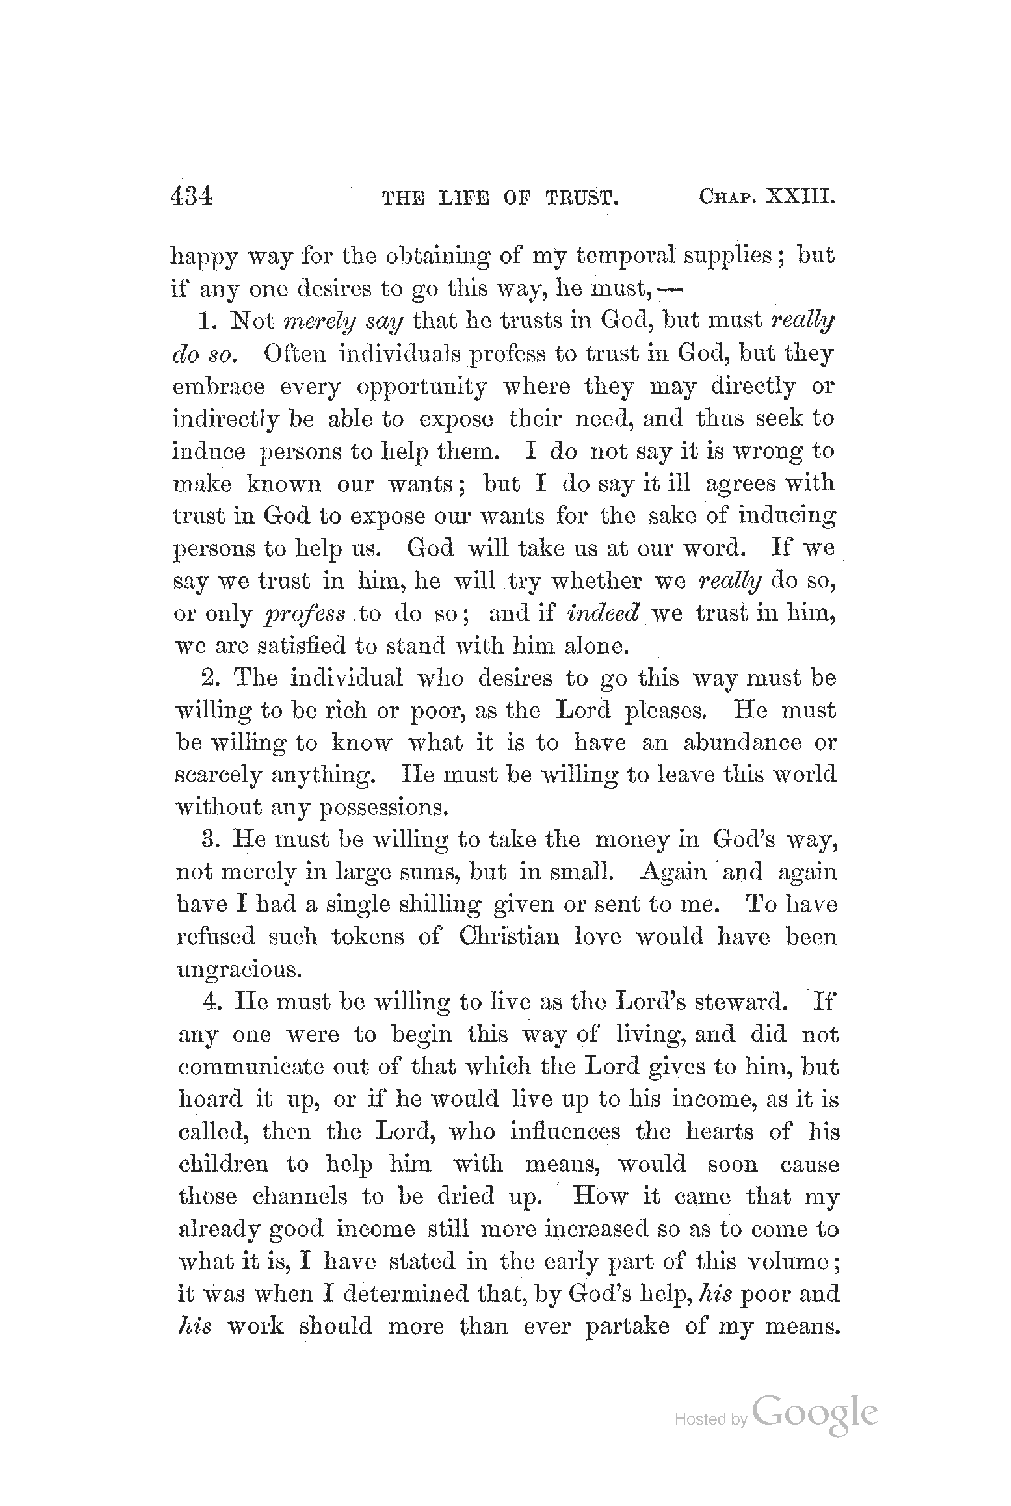 434 THE LIFE OF TRUST. CHAP. XXIII.
happy way for the obtaining of my temporal supplies; but
if any one desires to go this way, he must,—
1. Not merely say that he trusts in God, but must really
do so. Often individuals profess to trust in God, but they
embrace every opportunity where they may directly or
indirectly be able to expose their need, and thus seek to
induce persons to help them. I do not say it is wrong to
make known our wants; but I do say it ill agrees with
trust in God to expose our wants for the sake of inducing
persons to help us. God will take us at our word. If we
say we trust in him, he will try whether we really do so,
or only profess to do so; and if indeed we trust in him,
we are satisfied to stand with him alone.
2. The individual who desires to go this way must be
willing to be rich or poor, as the Lord pleases. He must
be willing to know what it is to have an abundance or
scarcely anything. He must be willing to leave this world
without any possessions.
3. He must be willing to take the money in God's way,
not merely in large sums, but in small. Again and again
have I had a single shilling given or sent to me. To have
refused such tokens of Christian love would have been
ungracious.
4. He must be willing to live as the Lord's steward. If
any one were to begin this way of living, and did not
communicate out of that which the Lord gives to him, but
hoard it up, or if he would live up to his income, as it is
called, then the Lord, who influences the hearts of his
children to help him with means, would soon cause
those channels to be dried up. How it came that my
already good income still more increased so as to come to
what it is, I have stated in the early part of this volume;
it was when I determined that, by God's help, his poor and
his work should more than ever partake of my means.
Hosted by Google